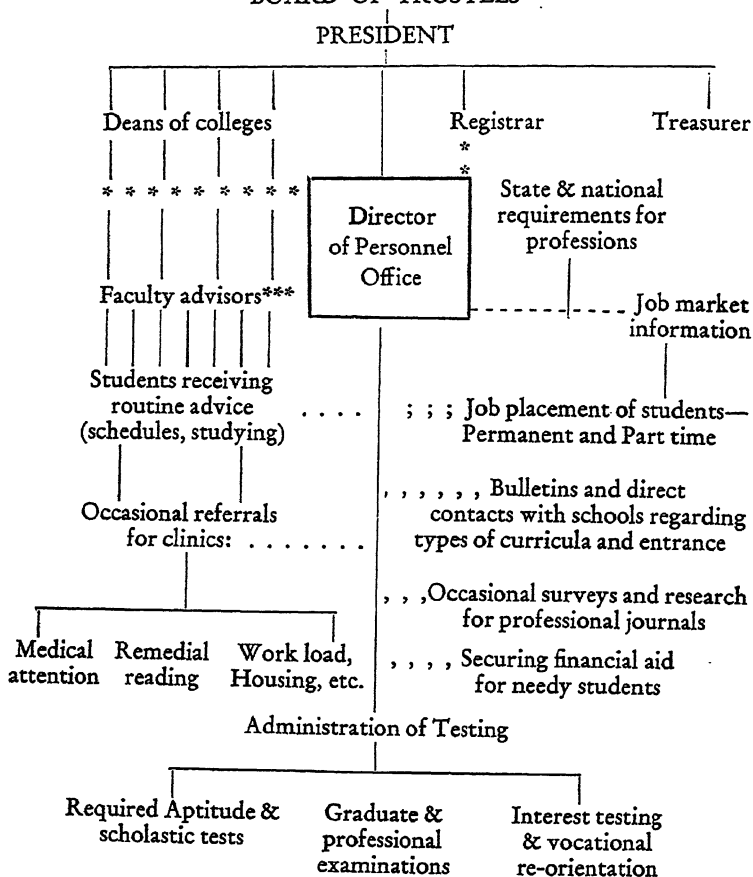 BOARD OF TRUSTEES
PRESIDENT
Deans of colleges
Registrar
Treasurer
*
*
* * * * * * * * *
Director
of Personnel
Office
State & national
requirements for
professions
Faculty advisors***
Job market
information
Students receiving
routine advice
(schedules, studying)
. . . . ; ; ; Job placement of students—
Permanent and Part time
Occasional referrals
for clinics: . . . . . . .
, , , , , , Bulletins and direct
contacts with schools regarding
types of curricula and entrance
, , ,Occasional surveys and research
for professional journals
Medical
attention
Remedial
reading
Work load,
Housing, etc.
, , , , Securing financial aid
for needy students
Administration of Testing
Required Aptitude &
scholastic tests
Graduate &
professional
examinations
Interest testing
& vocational
re-orientation